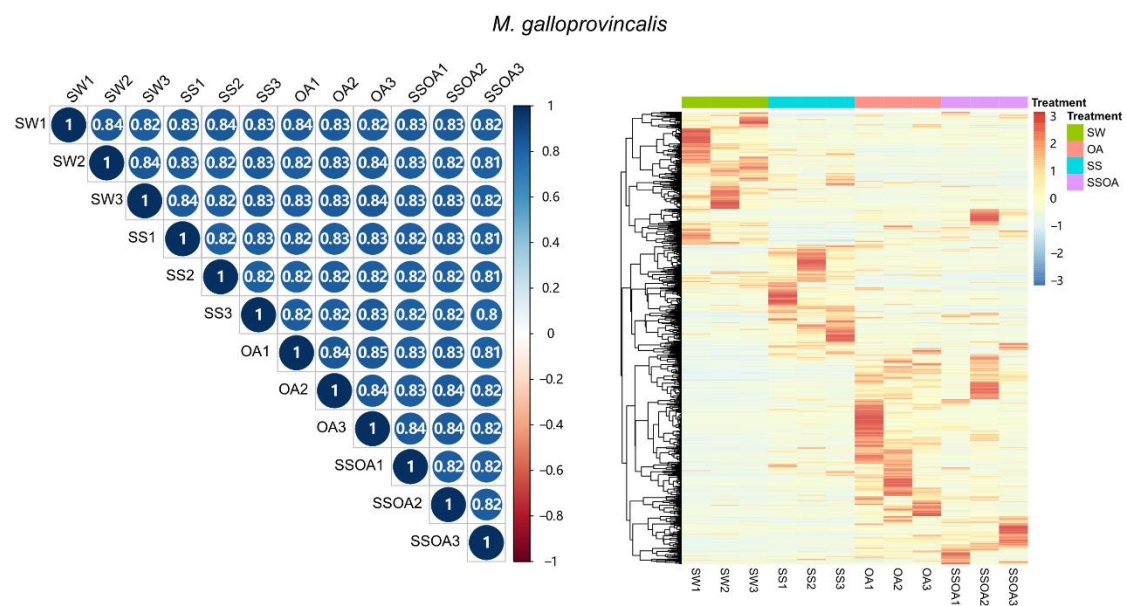 M. galloprovincalis
SW1 SW2 SW3 SS1 SS2 SS3 OA1 OA2 OA3 SSOA1 SSOA2 SSOA3
SW1 1 0.84 0.82 0.83 0.84 0.83 0.84 0.83 0.82 0.83 0.83 0.82
SW2 1 0.84 0.83 0.82 0.83 0.82 0.83 0.84 0.83 0.82 0.81
SW3 1 0.84 0.82 0.83 0.83 0.83 0.84 0.83 0.83 0.82
SS1 1 0.82 0.83 0.82 0.83 0.83 0.82 0.83 0.81
SS2 1 0.82 0.82 0.82 0.82 0.82 0.82 0.81
SS3 1 0.82 0.82 0.83 0.82 0.82 0.8
OA1 1 0.84 0.85 0.83 0.83 0.81
OA2 1 0.84 0.83 0.84 0.82
OA3 1 0.84 0.84 0.82
SSOA1 1 0.82 0.82
SSOA2 1 0.82
SSOA3 1
1
0.8
0.6
0.4
0.2
0
−0.2
−0.4
−0.6
−0.8
−1
Treatment
Treatment
SW
OA
SS
SSOA
3
2
1
0
−1
−2
−3
SW1 SW2 SW3 SS1 SS2 SS3 OA1 OA2 OA3 SSOA1 SSOA2 SSOA3